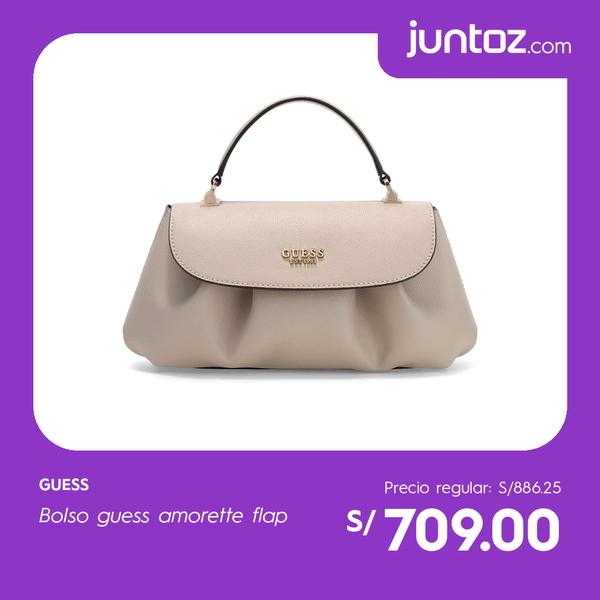 juntoz.com
GUESS
GUESS
Bolso guess amorette flap
Precio regular: S/886.25
S/709.00